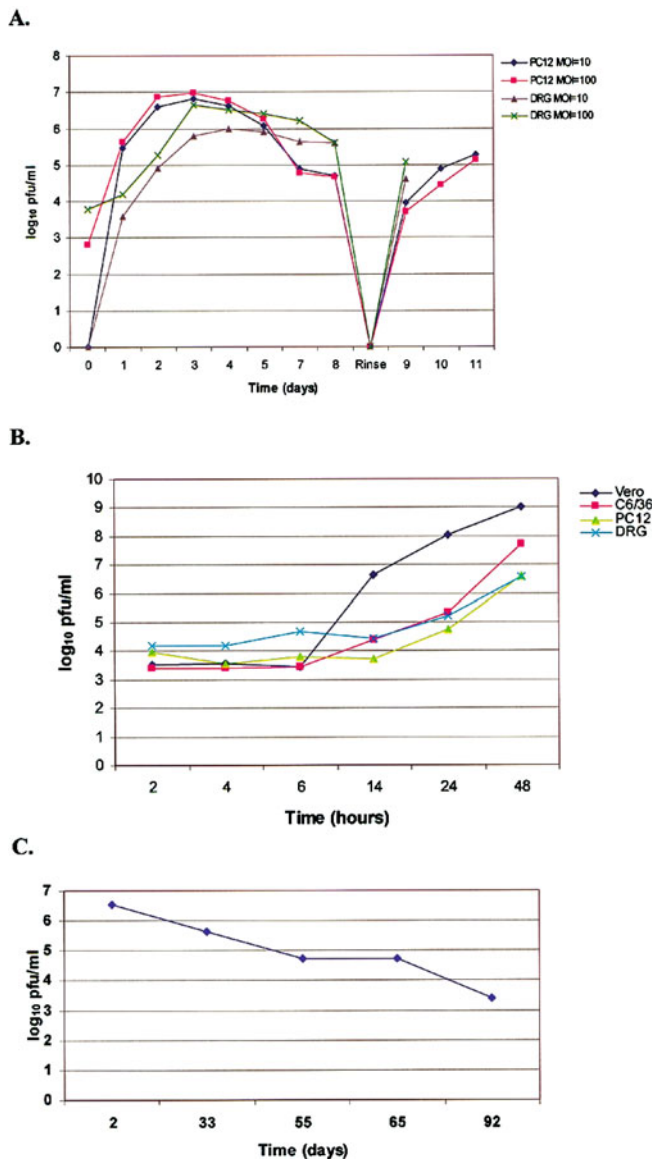 A.
8
7
6
5
4
3
2
1
0
log₁₀ pfu/ml
0 1 2 3 4 5 7 8 Rinse 9 10 11
Time (days)
PC12 MOI=10
PC12 MOI=100
DRG MOI=10
DRG MOI=100
B.
10
9
8
7
6
5
4
3
2
1
0
log₁₀ pfu/ml
2 4 6 14 24 48
Time (hours)
Vero
C6/36
PC12
DRG
C.
7
6
5
4
3
2
1
0
log₁₀ pfu/ml
2 33 55 65 92
Time (days)